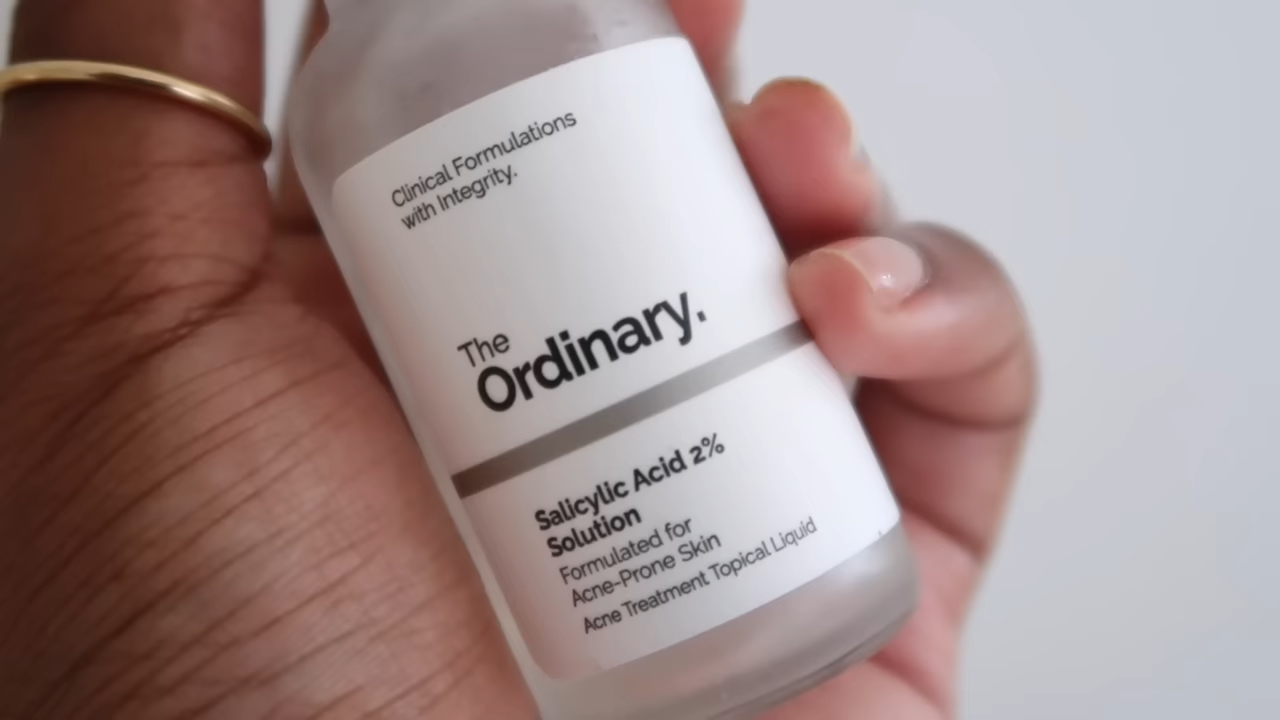 Clinical Formulations
with Integrity.
The
Ordinary.
Salicylic Acid 2%
Solution
Formulated for
Acne-Prone Skin
Acne Treatment Topical Liquid